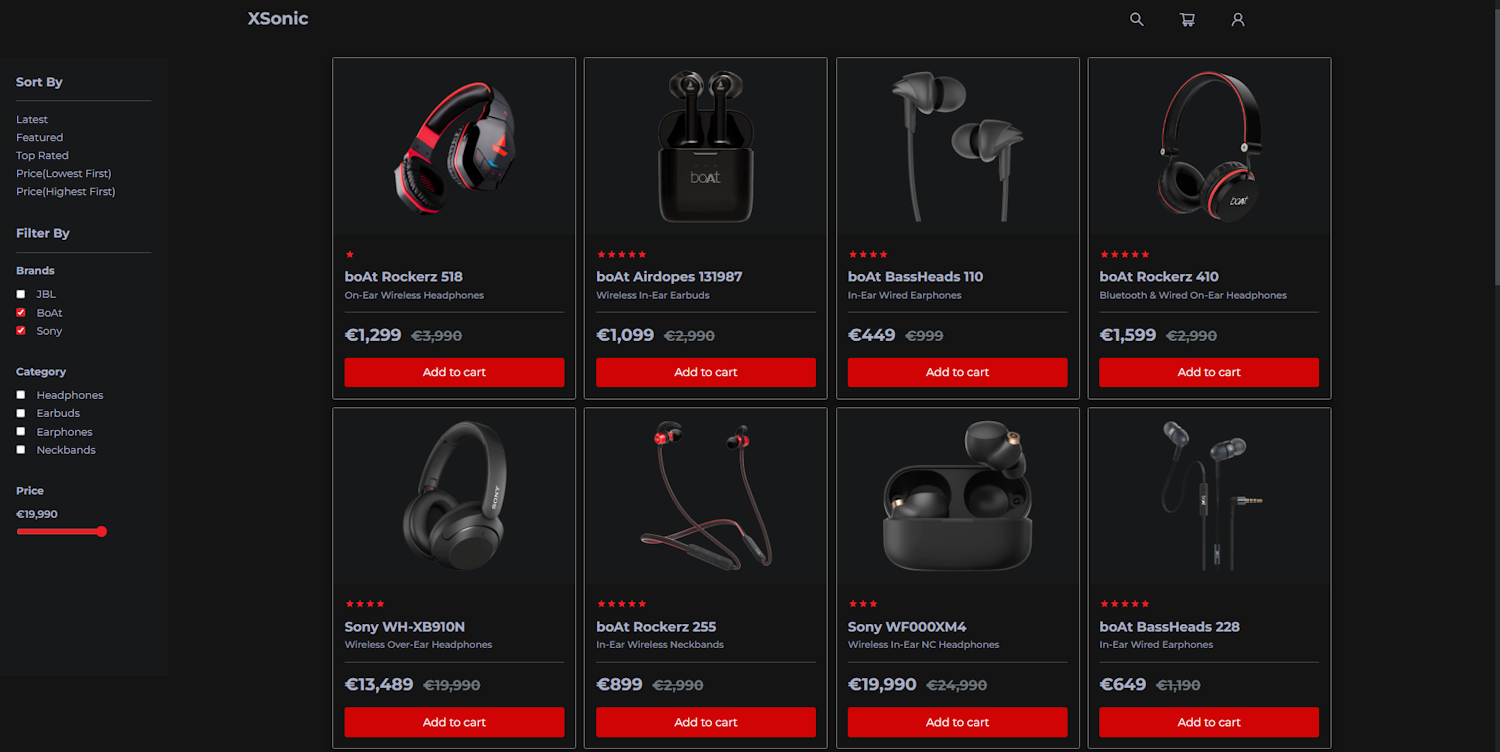 XSonic
Sort By
Latest
Featured
Top Rated
Price(Lowest First)
Price(Highest First)
Filter By
Brands
JBL
BoAt
Sony
Category
Headphones
Earbuds
Earphones
Neckbands
Price
€19,990
boAt Rockerz 518
On-Ear Wireless Headphones
€1,299 €3,990
Add to cart
boAt
boAt Airdopes 131987
Wireless In-Ear Earbuds
€1,099 €2,990
Add to cart
boAt BassHeads 110
In-Ear Wired Earphones
€449 €999
Add to cart
boAt
boAt Rockerz 410
Bluetooth & Wired On-Ear Headphones
€1,599 €2,990
Add to cart
SONY
Sony WH-XB910N
Wireless Over-Ear Headphones
€13,489 €19,990
Add to cart
boAt Rockerz 255
In-Ear Wireless Neckbands
€899 €2,990
Add to cart
Sony WF000XM4
Wireless In-Ear NC Headphones
€19,990 €24,990
Add to cart
boAt BassHeads 228
In-Ear Wired Earphones
€649 €1,190
Add to cart